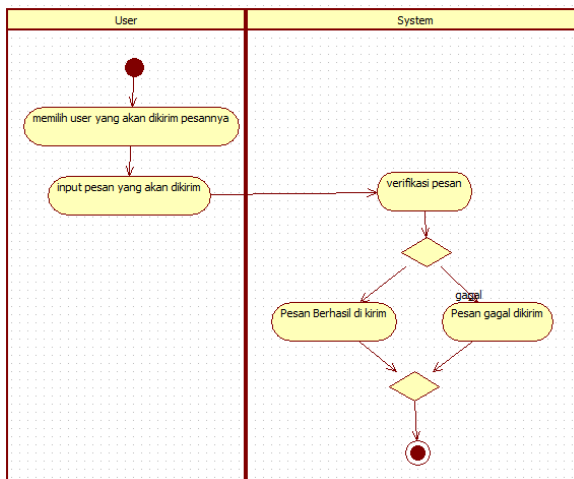 User
System
memilih user yang akan dikirim pesannya
input pesan yang akan dikirim
verifikasi pesan
gagal
Pesan Berhasil di kirim
Pesan gagal dikirim